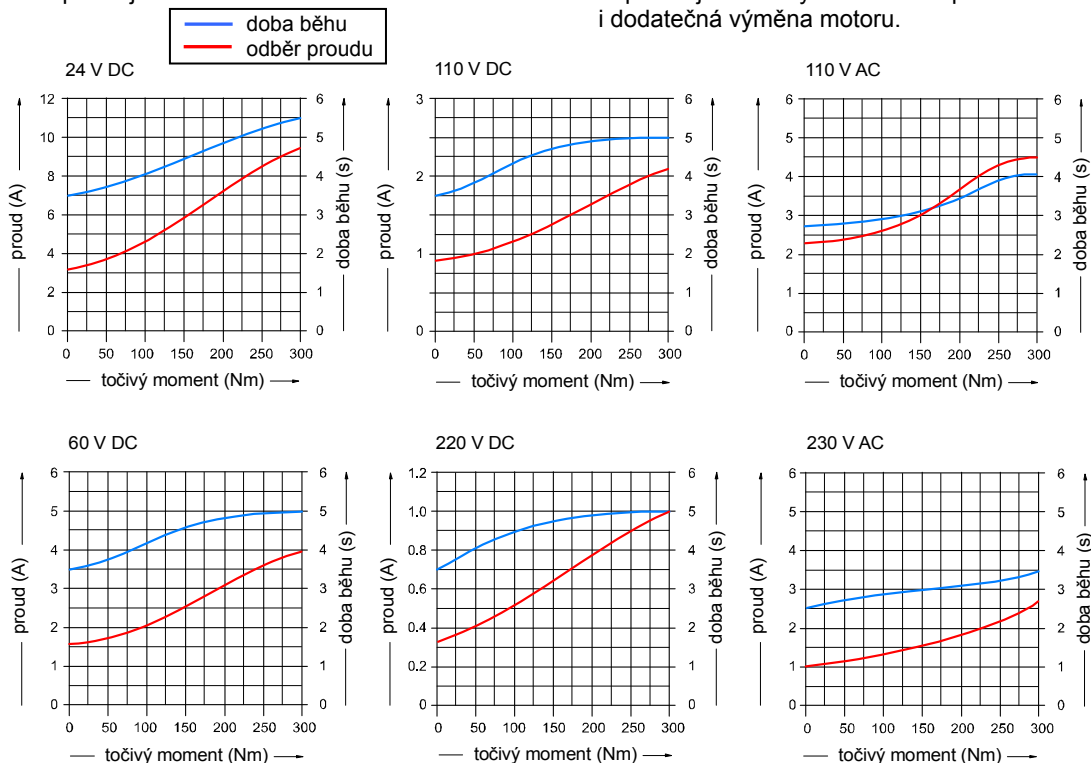 i dodatečná výměna motoru.
doba běhu
odběr proudu
24 V DC
proud (A)
12
10
8
6
4
2
0
doba běhu (s)
6
5
4
3
2
1
0
0 50 100 150 200 250 300
točivý moment (Nm)
110 V DC
proud (A)
3
2
1
0
doba běhu (s)
6
5
4
3
2
1
0
0 50 100 150 200 250 300
točivý moment (Nm)
110 V AC
proud (A)
6
5
4
3
2
1
0
doba běhu (s)
6
5
4
3
2
1
0
0 50 100 150 200 250 300
točivý moment (Nm)
60 V DC
proud (A)
6
5
4
3
2
1
0
doba běhu (s)
6
5
4
3
2
1
0
0 50 100 150 200 250 300
točivý moment (Nm)
220 V DC
proud (A)
1.2
1.0
0.8
0.6
0.4
0.2
0
doba běhu (s)
6
5
4
3
2
1
0
0 50 100 150 200 250 300
točivý moment (Nm)
230 V AC
proud (A)
6
5
4
3
2
1
0
doba běhu (s)
6
5
4
3
2
1
0
0 50 100 150 200 250 300
točivý moment (Nm)